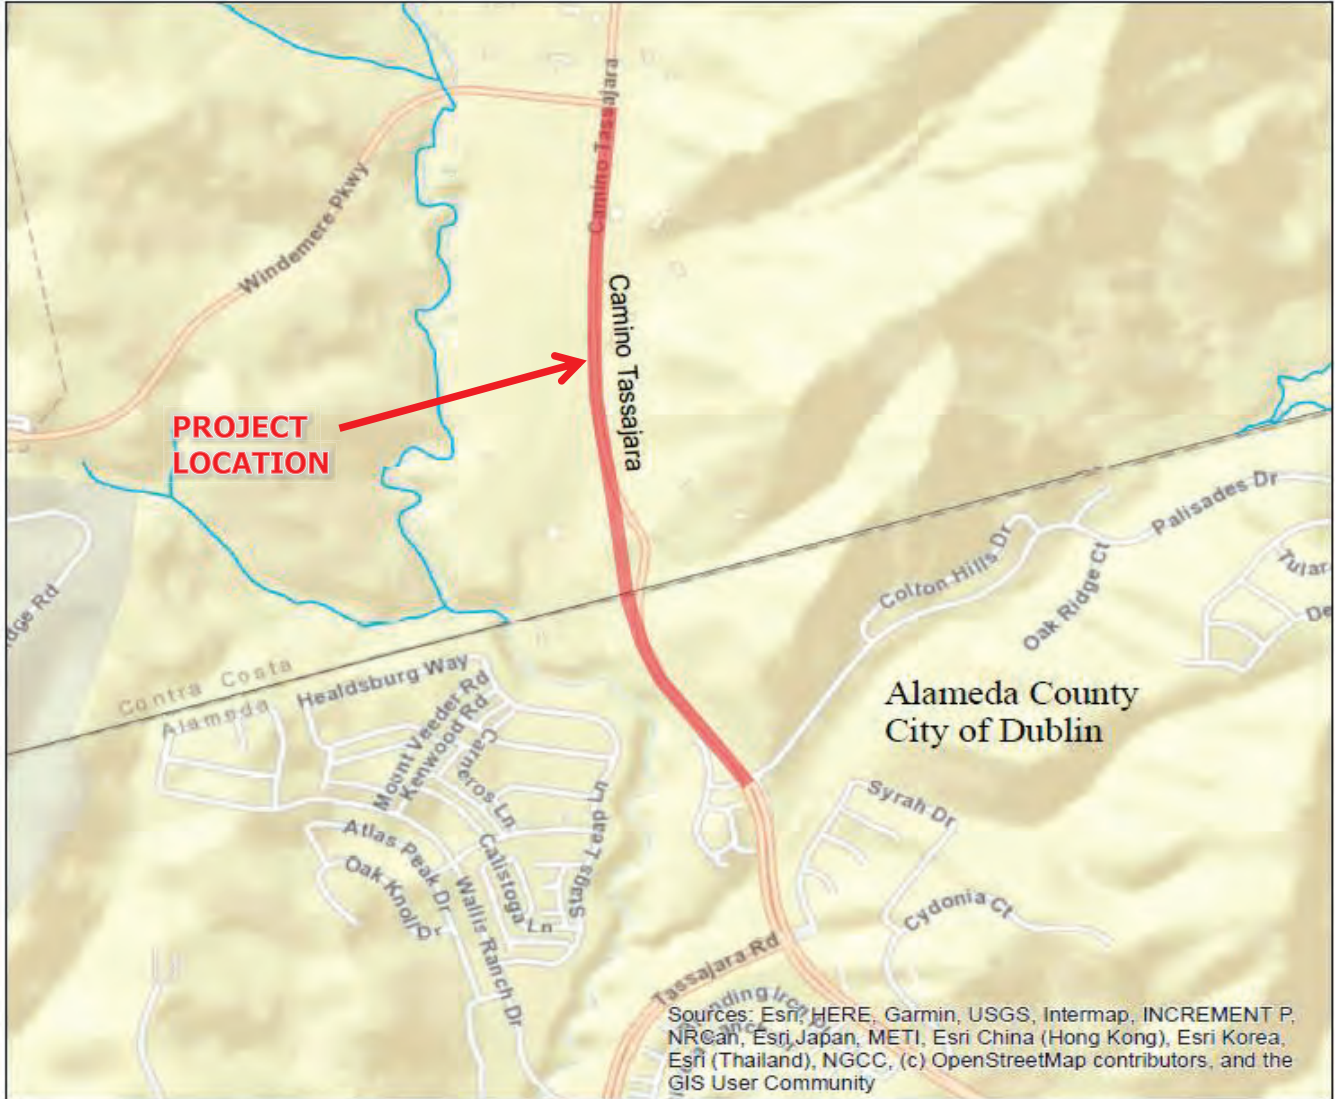 Camino Tassajara
Windemere Pkwy
Camino Tassajara
PROJECT
LOCATION
Palisades Dr
Colton Hills Dr
Oak Ridge Ct
Contra Costa
Alameda
Healdsburg Way
Mount Veeder Rd
Kenwood Rd
Carneros Ln
Alameda County
City of Dublin
Stags Leap Ln
Syrah Dr
Atlas Peak Dr
Oak Knoll Dr
Calistoga Ln
Wallis Ranch Dr
Cydonia Ct
Tassajara Rd
Sources: Esri, HERE, Garmin, USGS, Intermap, INCREMENT P,
NRCan, Esri Japan, METI, Esri China (Hong Kong), Esri Korea,
Esri (Thailand), NGCC, (c) OpenStreetMap contributors, and the
GIS User Community